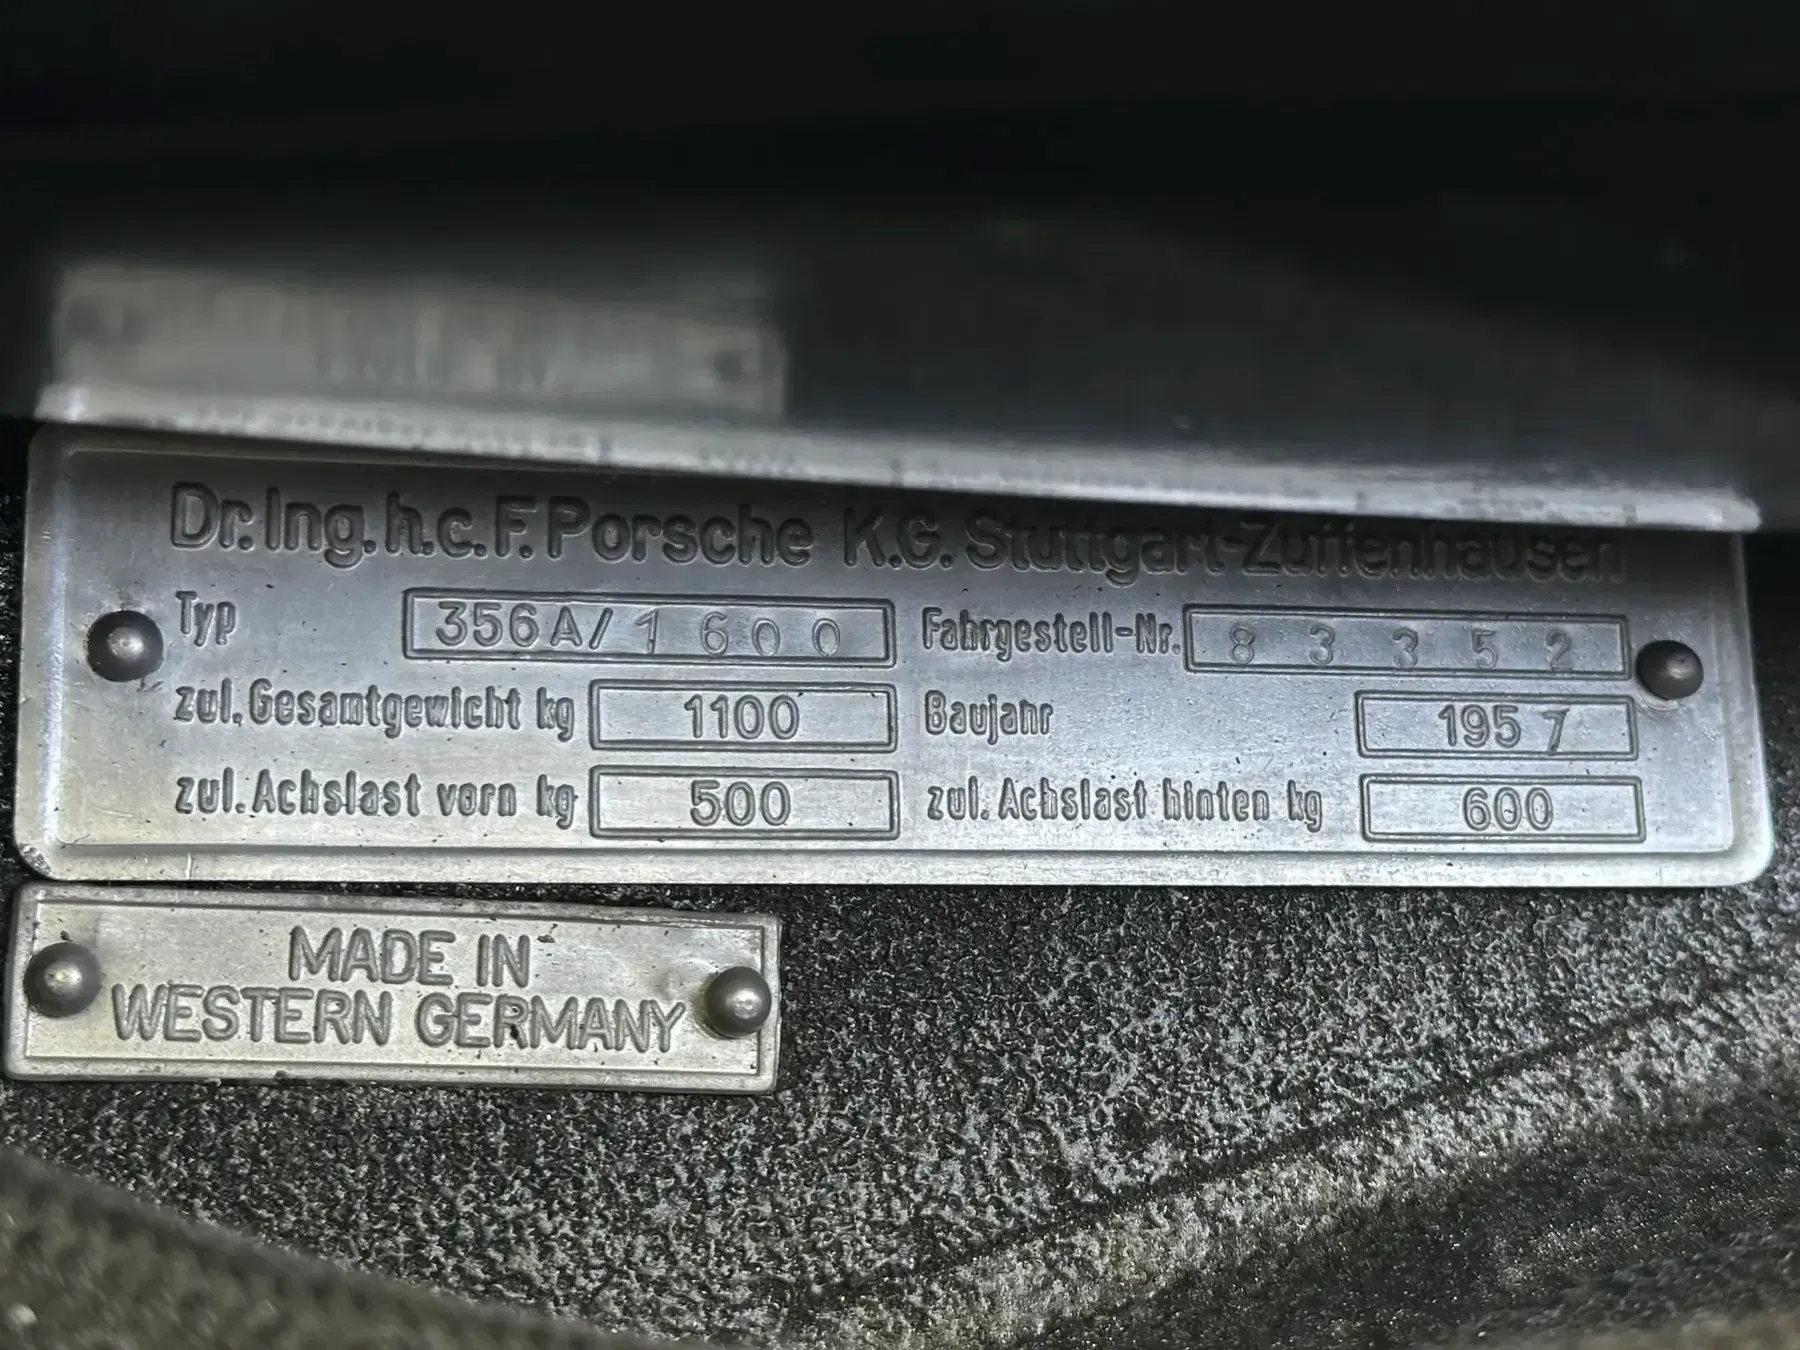 Dr. Ing. h.c. F. Porsche K.G. Stuttgart-Zuffenhausen
Typ 356A/1600 Fahrgestell-Nr. 83352
zul. Gesamtgewicht kg 1100 Baujahr 1957
zul. Achslast vorn kg 500 zul. Achslast hinten kg 600
MADE IN
WESTERN GERMANY